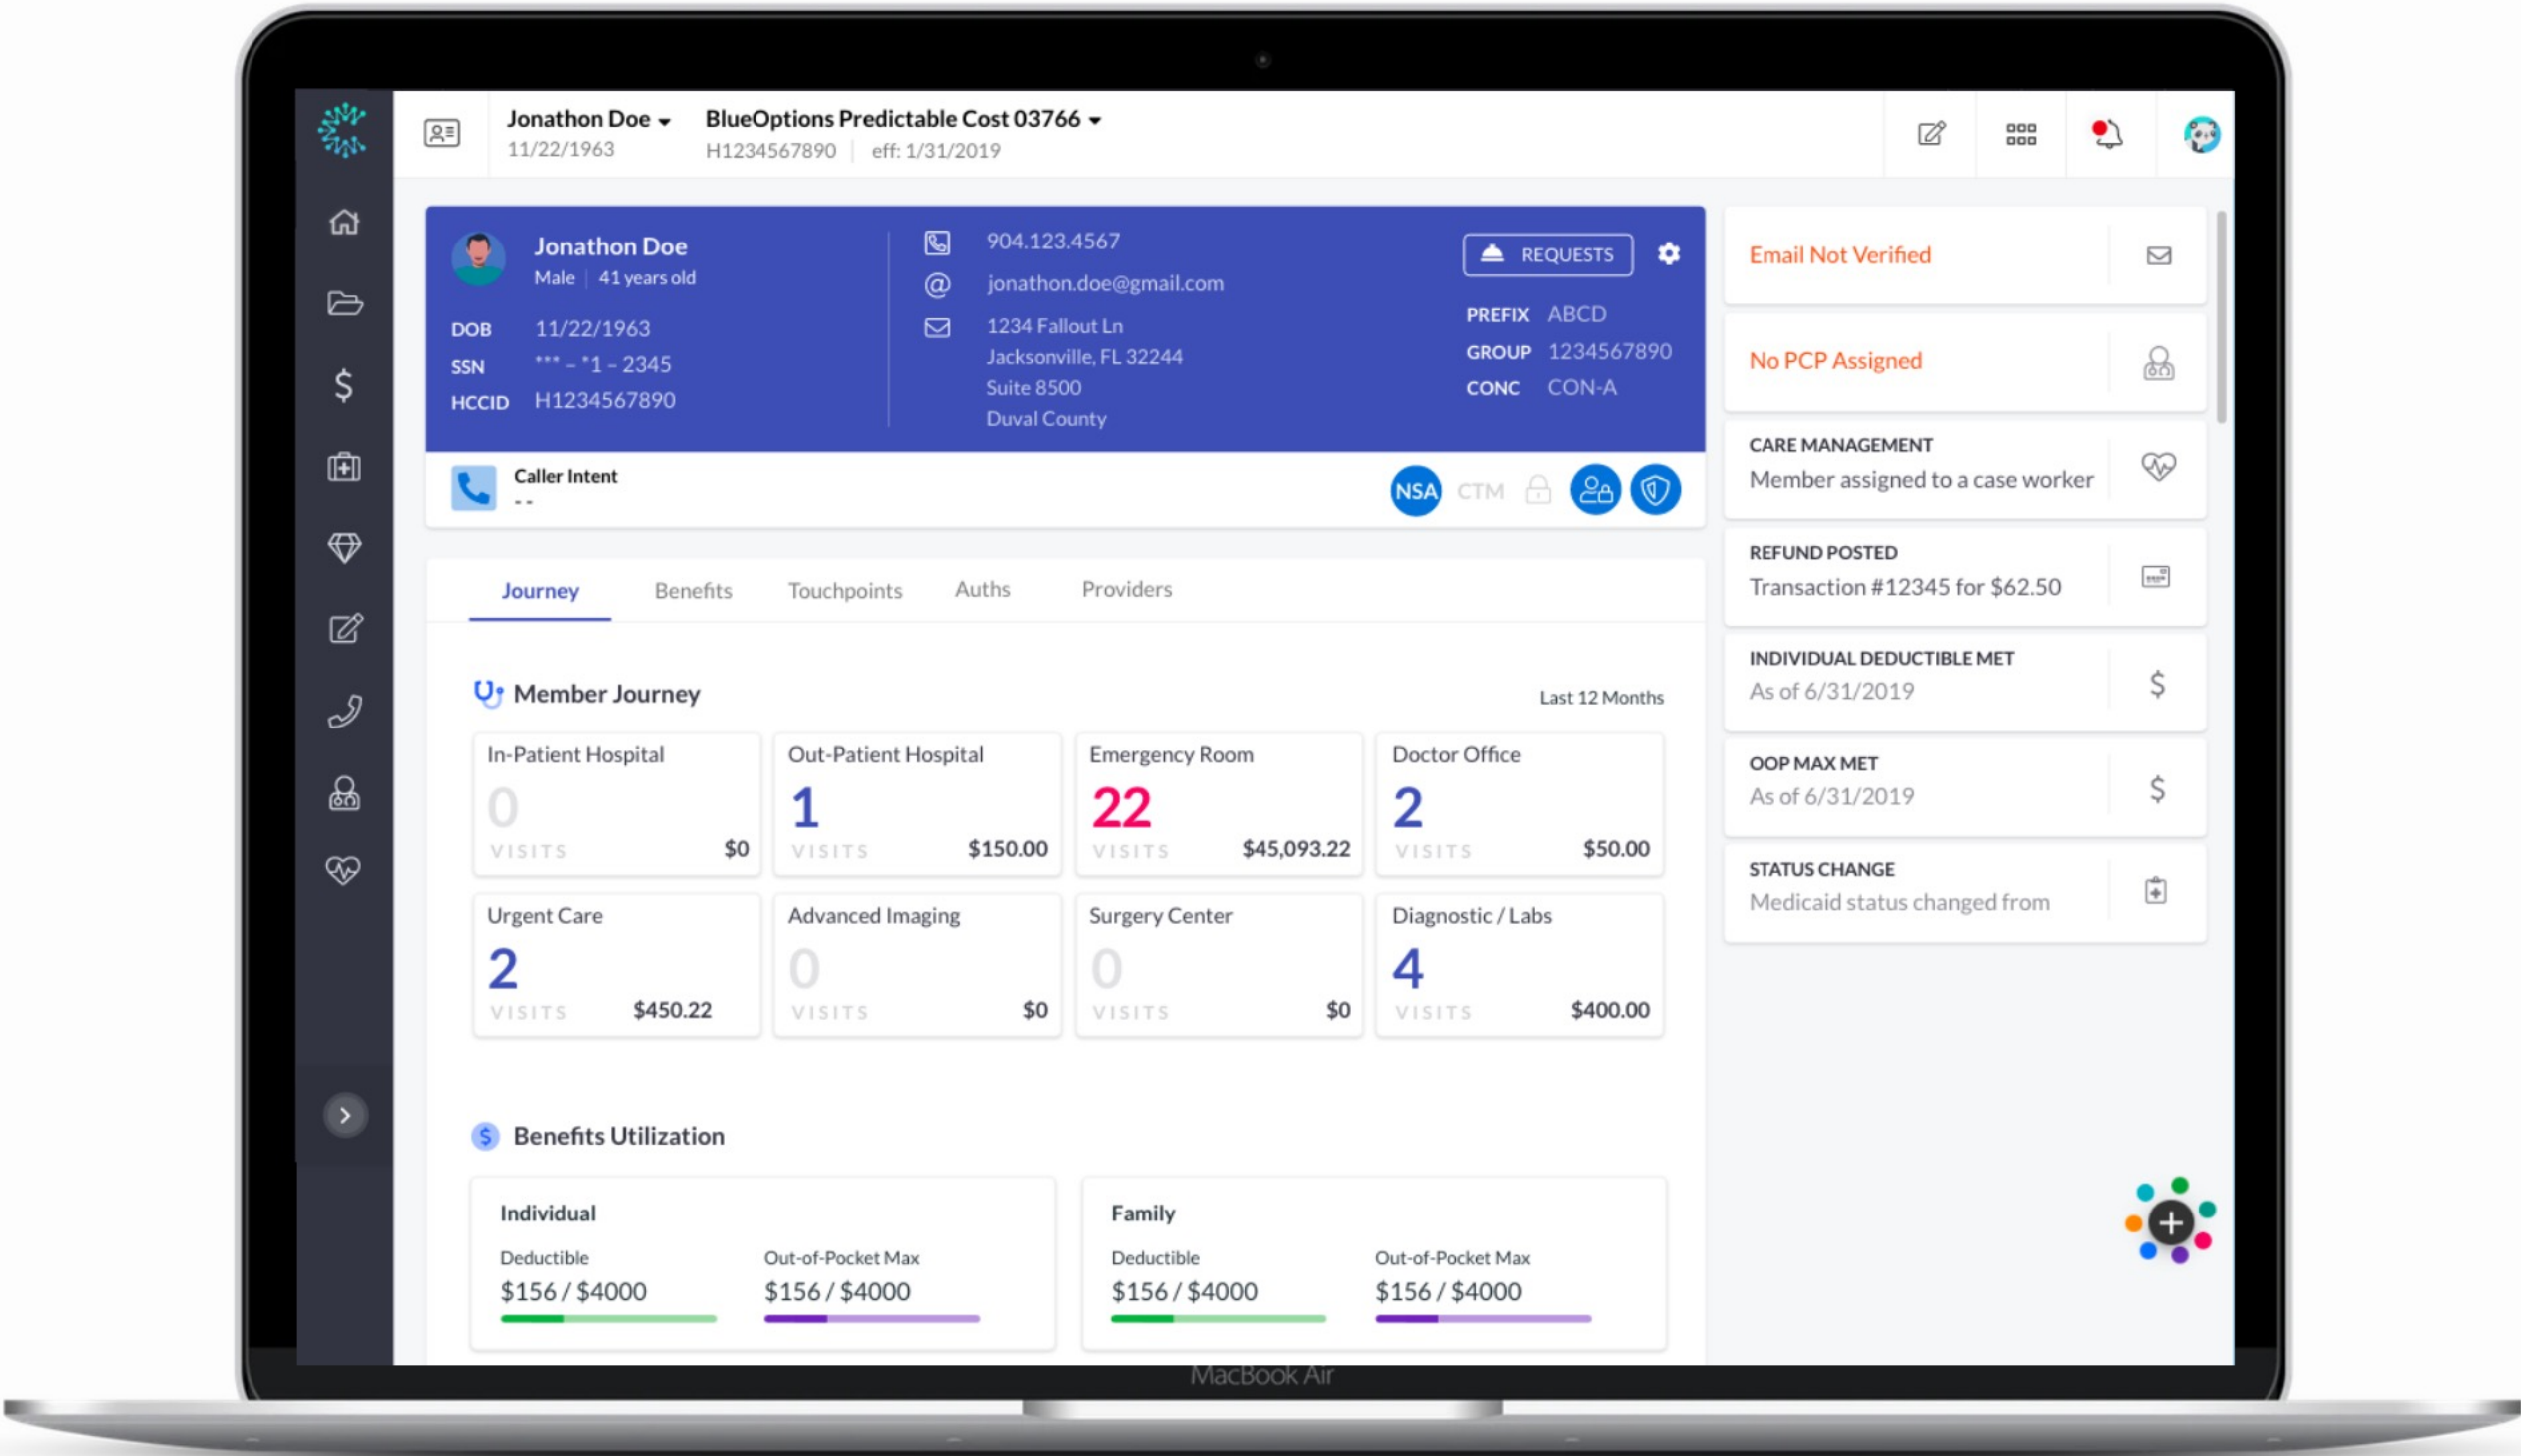 Jonathon Doe
11/22/1963
BlueOptions Predictable Cost 03766
H1234567890 | eff: 1/31/2019
Jonathon Doe
Male | 41 years old
DOB 11/22/1963
SSN *** – *1 – 2345
HCCID H1234567890
904.123.4567
@ jonathon.doe@gmail.com
1234 Fallout Ln
Jacksonville, FL 32244
Suite 8500
Duval County
REQUESTS
PREFIX ABCD
GROUP 1234567890
CONC CON-A
Caller Intent
- -
NSA CTM
Journey Benefits Touchpoints Auths Providers
Member Journey
Last 12 Months
In-Patient Hospital
0
VISITS $0
Out-Patient Hospital
1
VISITS $150.00
Emergency Room
22
VISITS $45,093.22
Doctor Office
2
VISITS $50.00
Urgent Care
2
VISITS $450.22
Advanced Imaging
0
VISITS $0
Surgery Center
0
VISITS $0
Diagnostic / Labs
4
VISITS $400.00
$ Benefits Utilization
Individual
Deductible
$156 / $4000
Out-of-Pocket Max
$156 / $4000
Family
Deductible
$156 / $4000
Out-of-Pocket Max
$156 / $4000
Email Not Verified
No PCP Assigned
CARE MANAGEMENT
Member assigned to a case worker
REFUND POSTED
Transaction #12345 for $62.50
INDIVIDUAL DEDUCTIBLE MET
As of 6/31/2019
$
OOP MAX MET
As of 6/31/2019
$
STATUS CHANGE
Medicaid status changed from
MacBook Air